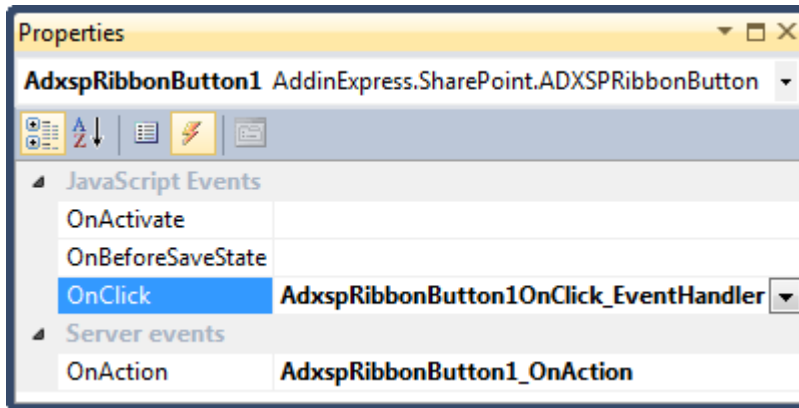 Properties
AdxspRibbonButton1 AddinExpress.SharePoint.ADXSPRibbonButton
A
Z
JavaScript Events
OnActivate
OnBeforeSaveState
OnClick AdxspRibbonButton1OnClick_EventHandler
Server events
OnAction AdxspRibbonButton1_OnAction